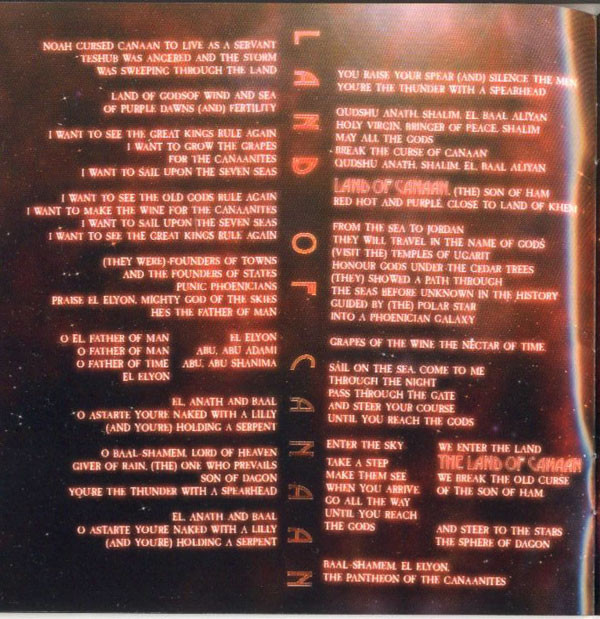 LAND OF CANAAN
NOAH CURSED CANAAN TO LIVE AS A SERVANT
TESHUB WAS ANGERED AND THE STORM
WAS SWEEPING THROUGH THE LAND
LAND OF GODSOF WIND AND SEA
OF PURPLE DAWNS (AND) FERTILITY
I WANT TO SEE THE GREAT KINGS RULE AGAIN
I WANT TO GROW THE GRAPES
FOR THE CANAANITES
I WANT TO SAIL UPON THE SEVEN SEAS
I WANT TO SEE THE OLD GODS RULE AGAIN
I WANT TO MAKE THE WINE FOR THE CANAANITES
I WANT TO SAIL UPON THE SEVEN SEAS
I WANT TO SEE THE GREAT KINGS RULE AGAIN
(THEY WERE) FOUNDERS OF TOWNS
AND THE FOUNDERS OF STATES
PUNIC PHOENICIANS
PRAISE EL ELYON, MIGHTY GOD OF THE SKIES
HE'S THE FATHER OF MAN
O EL FATHER OF MAN EL ELYON
O FATHER OF MAN ABU, ABU ADAMI
O FATHER OF TIME ABU, ABU SHANIMA
EL ELYON
EL, ANATH AND BAAL
O ASTARTE YOU'RE NAKED WITH A LILLY
(AND YOU'RE) HOLDING A SERPENT
O BAAL-SHAMEM, LORD OF HEAVEN
GIVER OF RAIN, (THE) ONE WHO PREVAILS
SON OF DAGON
YOU'RE THE THUNDER WITH A SPEARHEAD
EL, ANATH AND BAAL
O ASTARTE YOU'RE NAKED WITH A LILLY
(AND YOU'RE) HOLDING A SERPENT
YOU RAISE YOUR SPEAR (AND) SILENCE THE MEN
YOU'RE THE THUNDER WITH A SPEARHEAD
QUDSHU ANATH, SHALIM, EL, BAAL ALIYAN
HOLY VIRGIN, BRINGER OF PEACE, SHALIM
MAY ALL THE GODS
BREAK THE CURSE OF CANAAN
QUDSHU ANATH, SHALIM, EL, BAAL ALIYAN
LAND OF CANAAN, (THE) SON OF HAM
RED HOT AND PURPLE, CLOSE TO LAND OF KHEM
FROM THE SEA TO JORDAN
THEY WILL TRAVEL IN THE NAME OF GODS
(VISIT THE) TEMPLES OF UGARIT
HONOUR GODS UNDER THE CEDAR TREES
(THEY) SHOWED A PATH THROUGH
THE SEAS BEFORE UNKNOWN IN THE HISTORY
GUIDED BY (THE) POLAR STAR
INTO A PHOENICIAN GALAXY
GRAPES OF THE WINE THE NECTAR OF TIME
SAIL ON THE SEA, COME TO ME
THROUGH THE NIGHT
PASS THROUGH THE GATE
AND STEER YOUR COURSE
UNTIL YOU REACH THE GODS
ENTER THE SKY
TAKE A STEP
MAKE THEM SEE
WHEN YOU ARRIVE
GO ALL THE WAY
UNTIL YOU REACH
THE GODS
WE ENTER THE LAND
THE LAND OF CANAAN
WE BREAK THE OLD CURSE
OF THE SON OF HAM
AND STEER TO THE STARS
THE SPHERE OF DAGON
BAAL-SHAMEM, EL ELYON,
THE PANTHEON OF THE CANAANITES